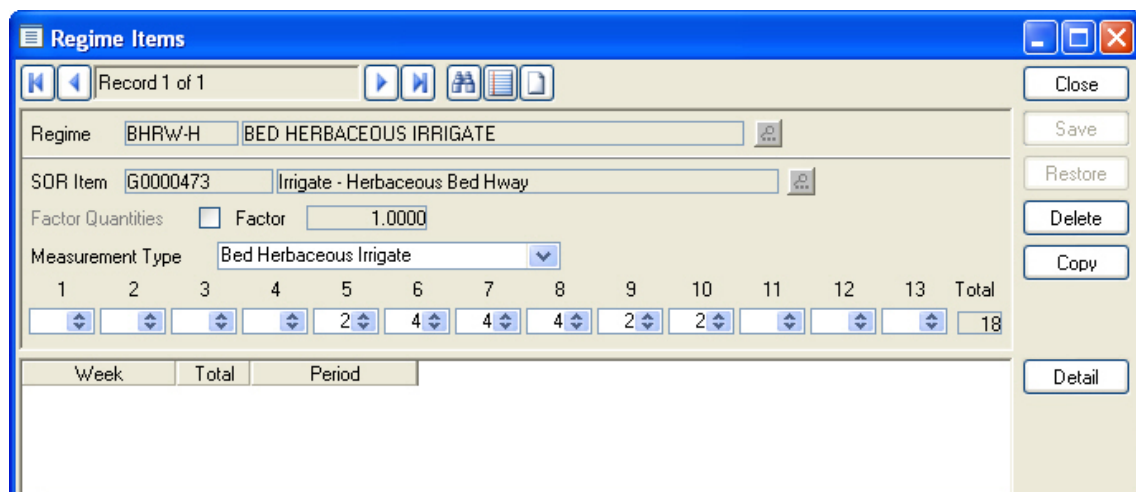 Regime Items
Record 1 of 1
Close
Regime BHRW-H BED HERBACEOUS IRRIGATE
Save
SOR Item G0000473 Irrigate - Herbaceous Bed Hway
Restore
Factor Quantities Factor 1.0000
Delete
Measurement Type Bed Herbaceous Irrigate
Copy
1 2 3 4 5 6 7 8 9 10 11 12 13 Total
2 4 4 4 2 2 18
Week Total Period
Detail